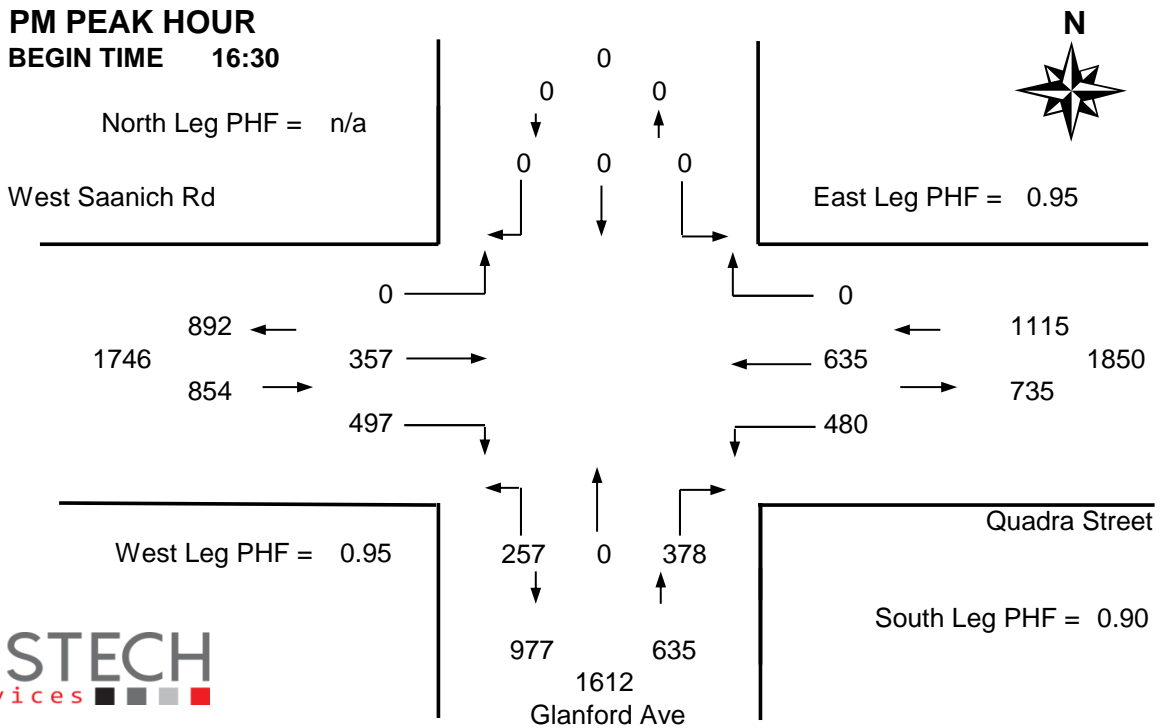 PM PEAK HOUR
BEGIN TIME 16:30
N
0
0 0
North Leg PHF = n/a
0 0 0
West Saanich Rd
East Leg PHF = 0.95
0 0
892 1115
1746 357 635 1850
854 735
497 480
Quadra Street
West Leg PHF = 0.95
257 0 378
South Leg PHF = 0.90
977 635
1612
Glanford Ave
STECH
vices